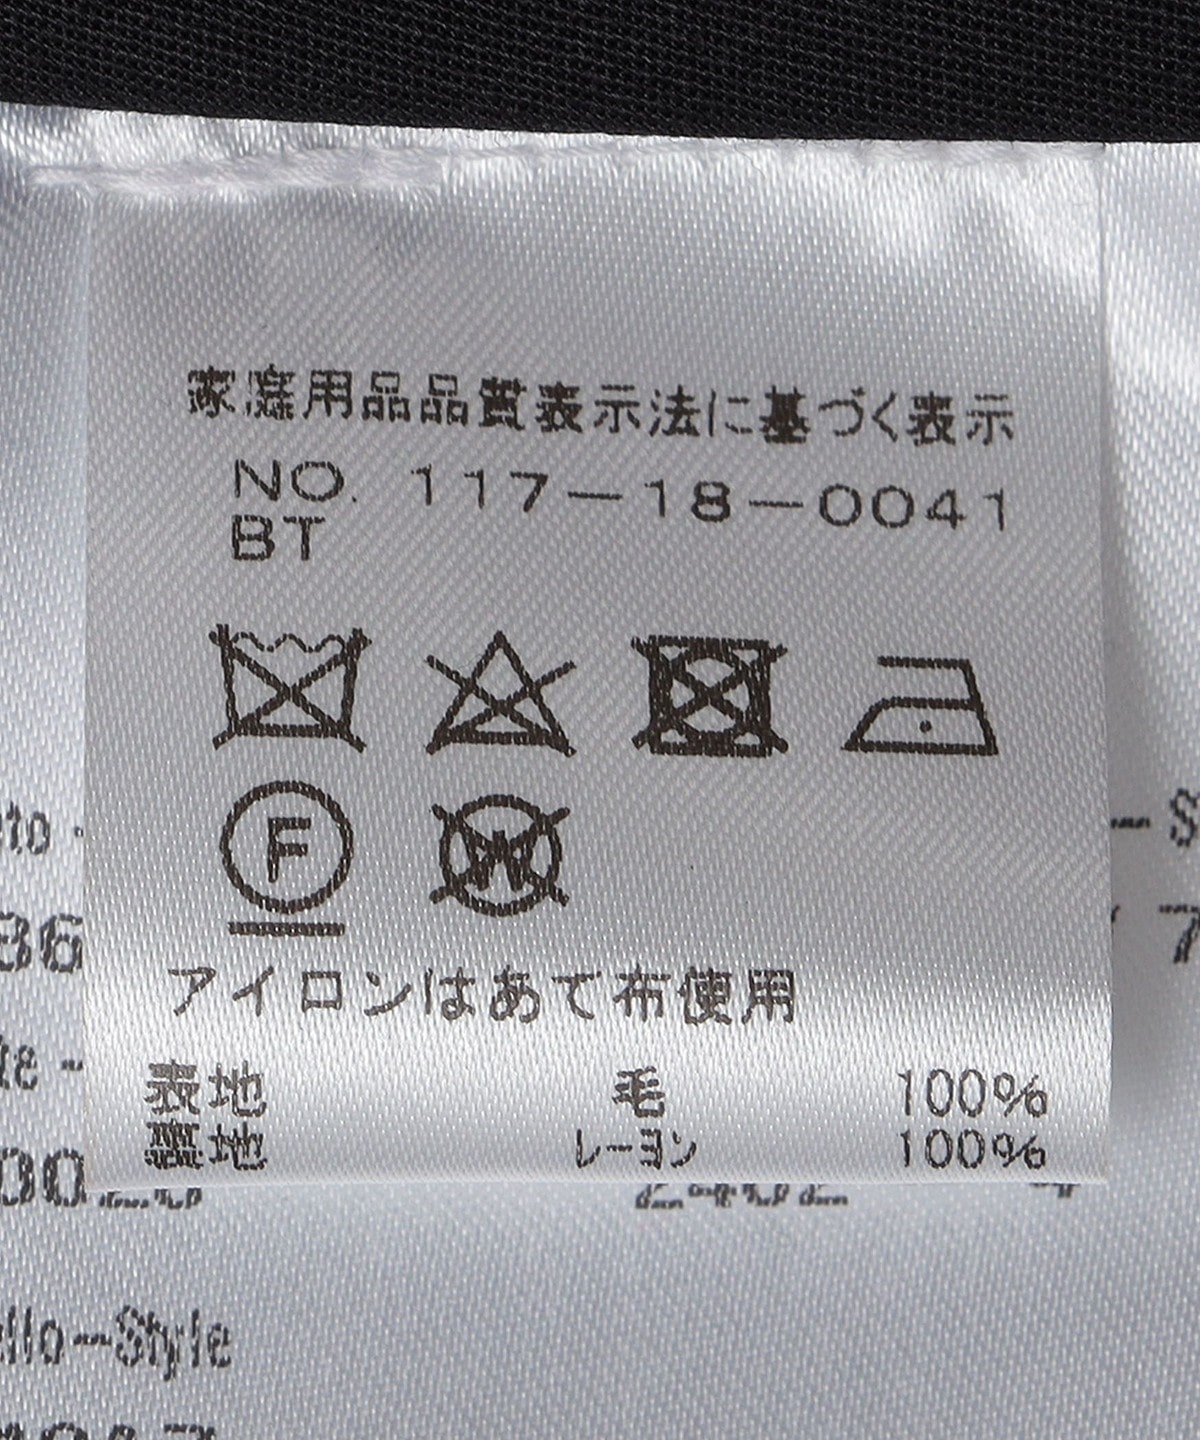 家庭用品品質表示法に基づく表示
NO. 117-18-0041
BT
F
W
アイロンはあて布使用
表地 毛 100%
裏地 レーヨン 100%
-Style